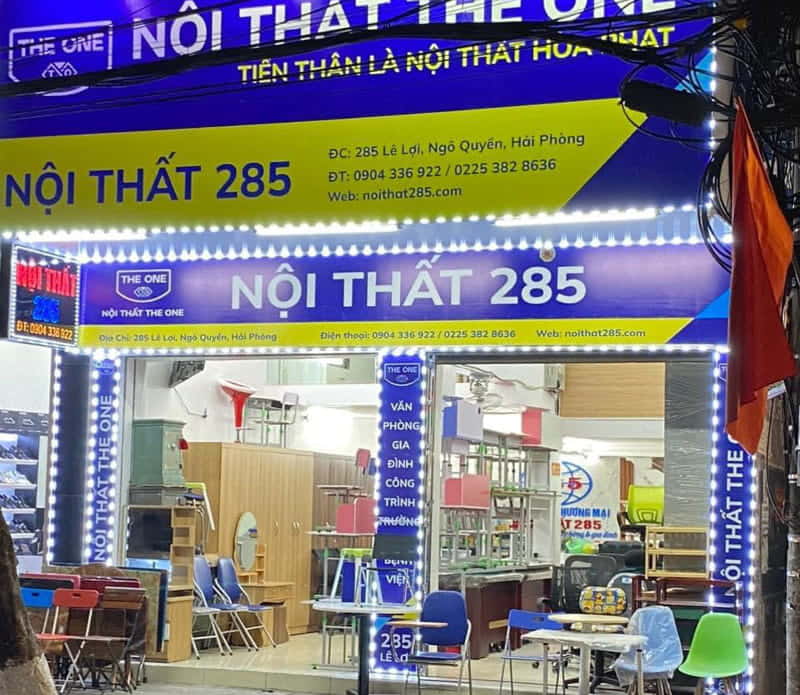 THE ONE
NỘI THẤT THE ONE
TIỀN THÂN LÀ NỘI THẤT HÒA PHÁT
NỘI THẤT 285
ĐC: 285 Lê Lợi, Ngô Quyền, Hải Phòng
ĐT: 0904 336 922 / 0225 382 8636
Web: noithat285.com
NỘI THẤT
285
ĐT: 0904 336 922
THE ONE
NỘI THẤT THE ONE
NỘI THẤT 285
Địa Chỉ: 285 Lê Lợi, Ngô Quyền, Hải Phòng
Điện thoại: 0904 336 922 / 0225 382 8636
Web: noithat285.com
NỘI THẤT THE ONE
THE ONE
VĂN
PHÒNG
GIA
ĐÌNH
CÔNG
TRÌNH
TRƯỜNG
BỆNH
VIỆN
285
LÊ LỢI
HƯƠNG MẠI
ẤT 285
NỘI THẤT THE ONE